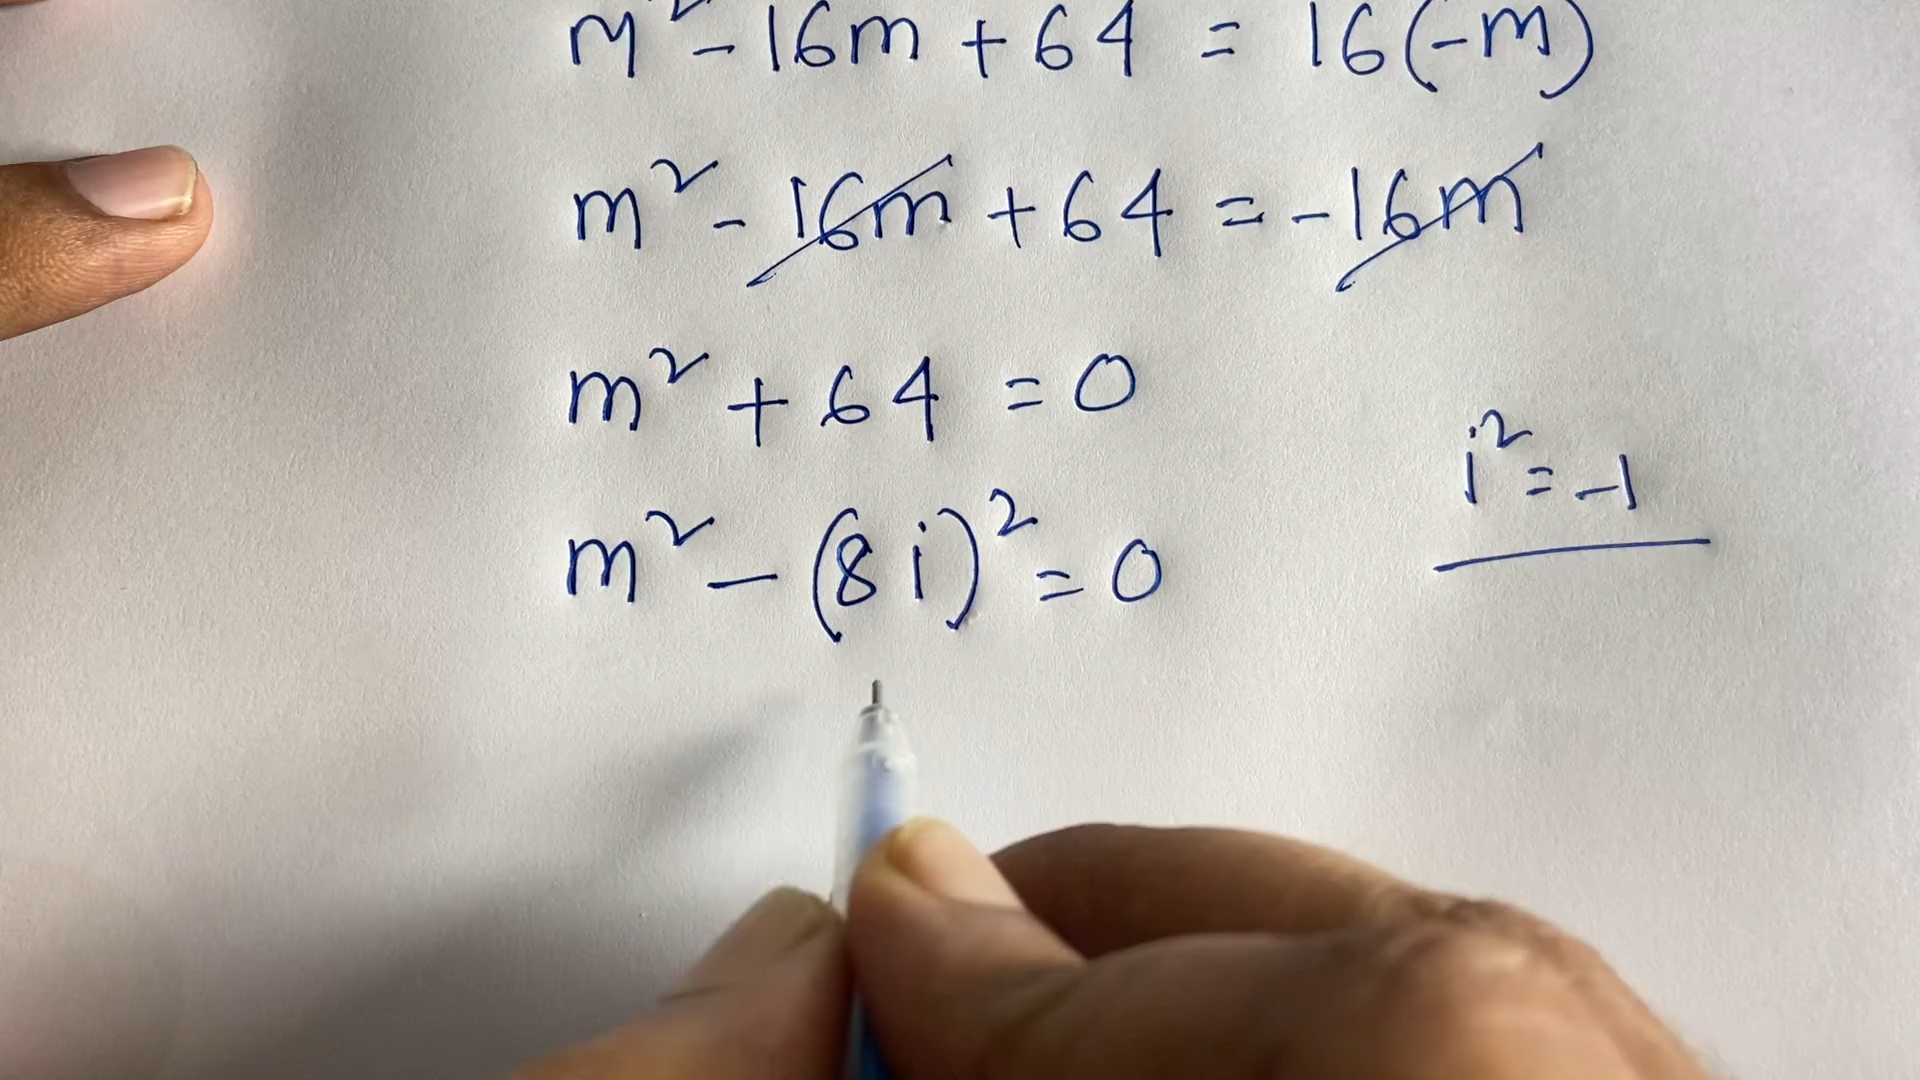 m² - 16m + 64 = 16(-m)
m² - 16m + 64 = -16m
m² + 64 = 0
i² = -1
m² - (8i)² = 0